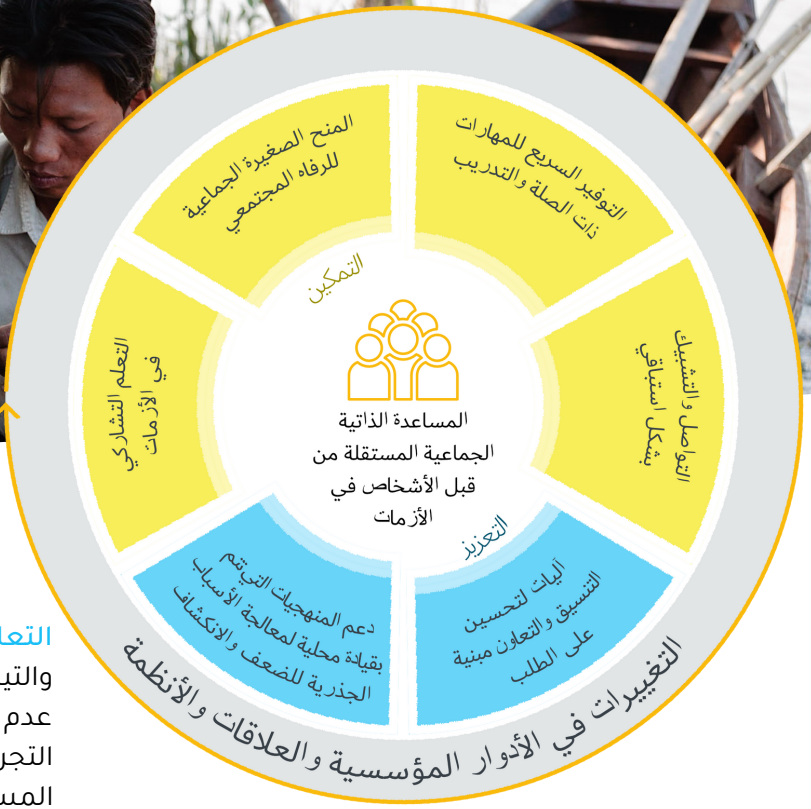 المنح الصغيرة الجماعية
للرفاه المجتمعي
التوفير السريع للمهارات
ذات الصلة والتدريب
التمكين
التعلم التشاركي
في الأزمات
التواصل والتشبيك
بشكل استباقي
المساعدة الذاتية
الجماعية المستقلة من
قبل الأشخاص في
الأزمات
التعزيز
دعم المنهجيات التي يتم
بقيادة محلية لمعالجة الأسباب
الجذرية للضعف والانكشاف
آليات لتحسين
التنسيق والتعاون مبنية
على الطلب
التغييرات في الأدوار المؤسسية والعلاقات والأنظمة
عدم